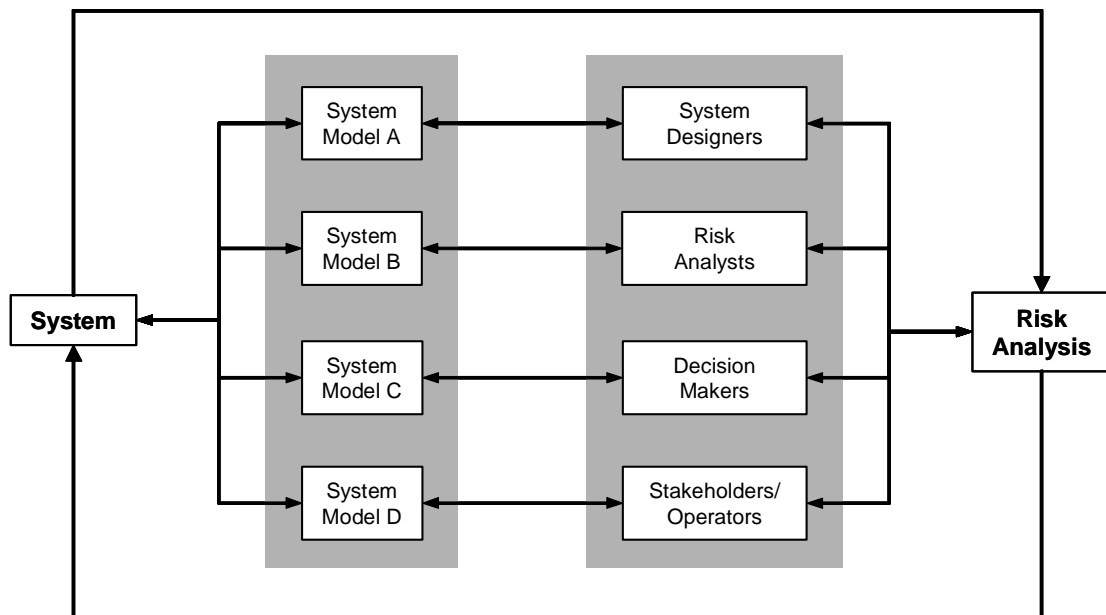 System
Model A
System
Designers
System
Model B
Risk
Analysts
System
Risk
Analysis
System
Model C
Decision
Makers
System
Model D
Stakeholders/
Operators